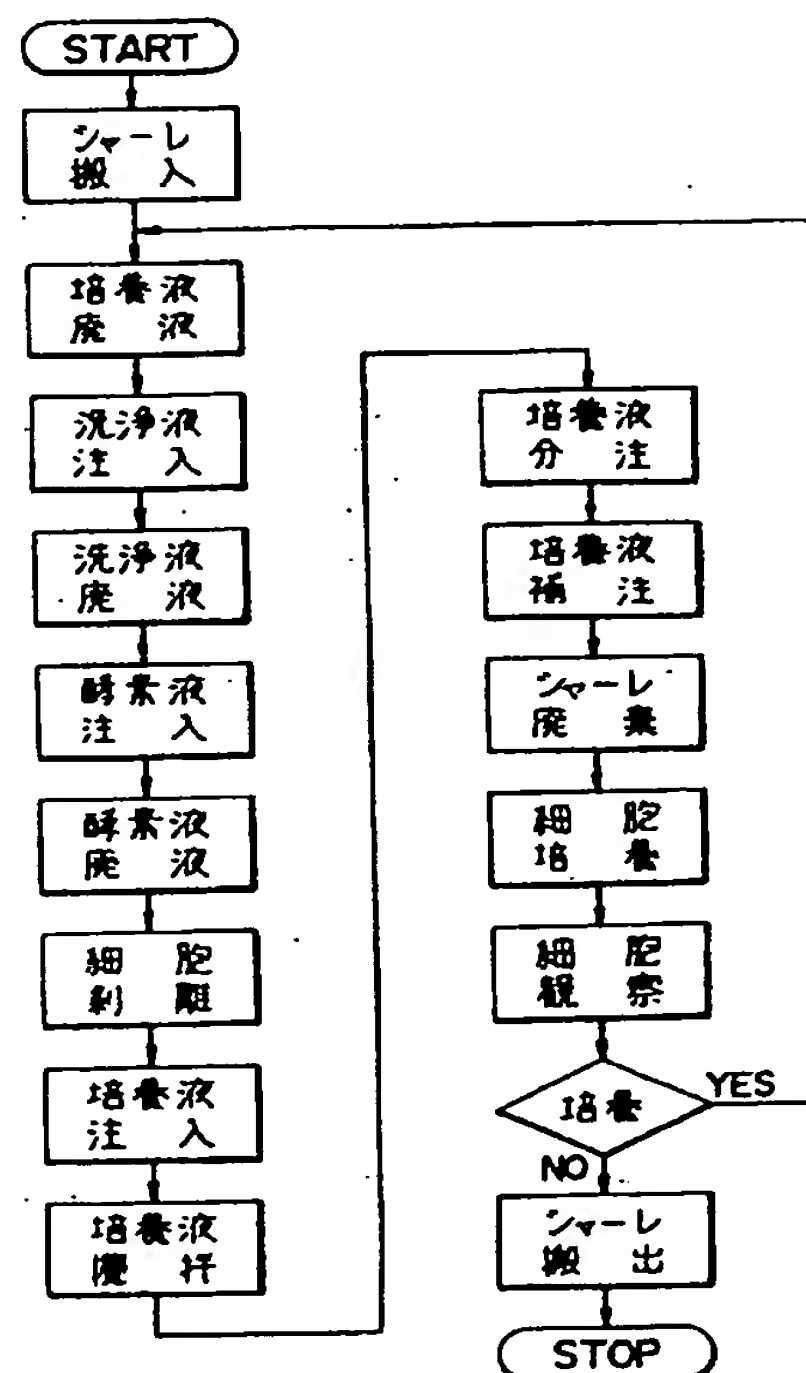 START
シャーレ
搬 入
培養液
廃 液
洗浄液
注 入
洗浄液
廃 液
酵素液
注 入
酵素液
廃 液
細 胞
剥 離
培養液
注 入
培養液
攪 拌
培養液
分 注
培養液
補 注
シャーレ
廃 棄
細 胞
培 養
細 胞
観 察
培養
YES
NO
シャーレ
搬 出
STOP